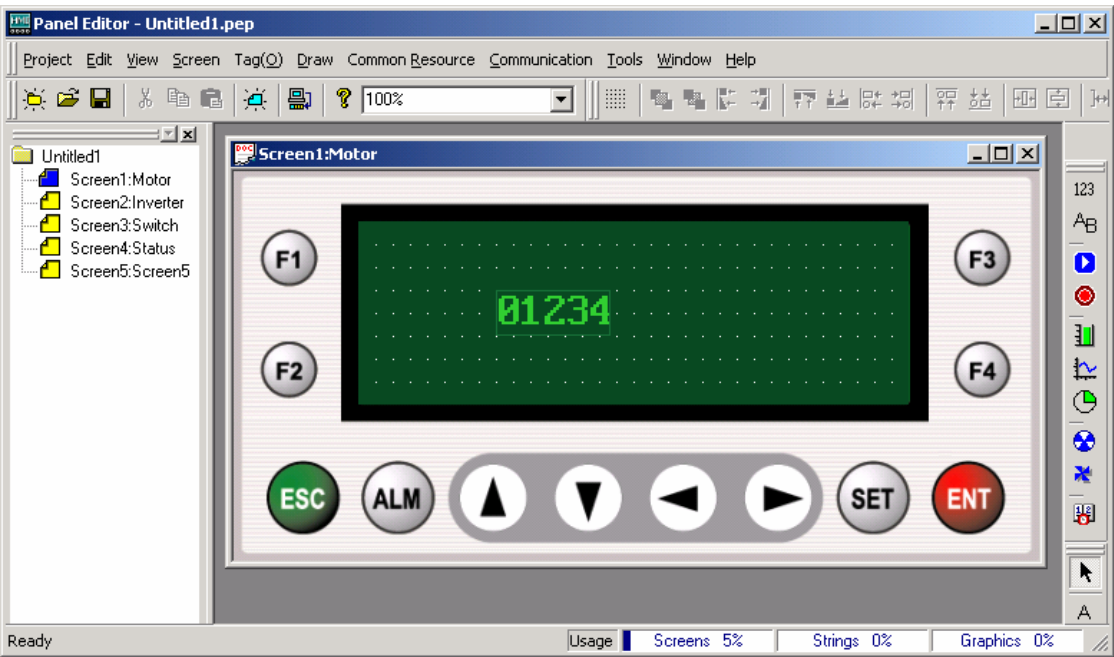 Panel Editor - Untitled1.pep
Project Edit View Screen Tag(O) Draw Common Resource Communication Tools Window Help
100%
Untitled1
Screen1:Motor
Screen2:Inverter
Screen3:Switch
Screen4:Status
Screen5:Screen5
Screen1:Motor
F1
F3
01234
F2
F4
ESC ALM SET ENT
123
AB
A
Ready
Usage Screens 5% Strings 0% Graphics 0%